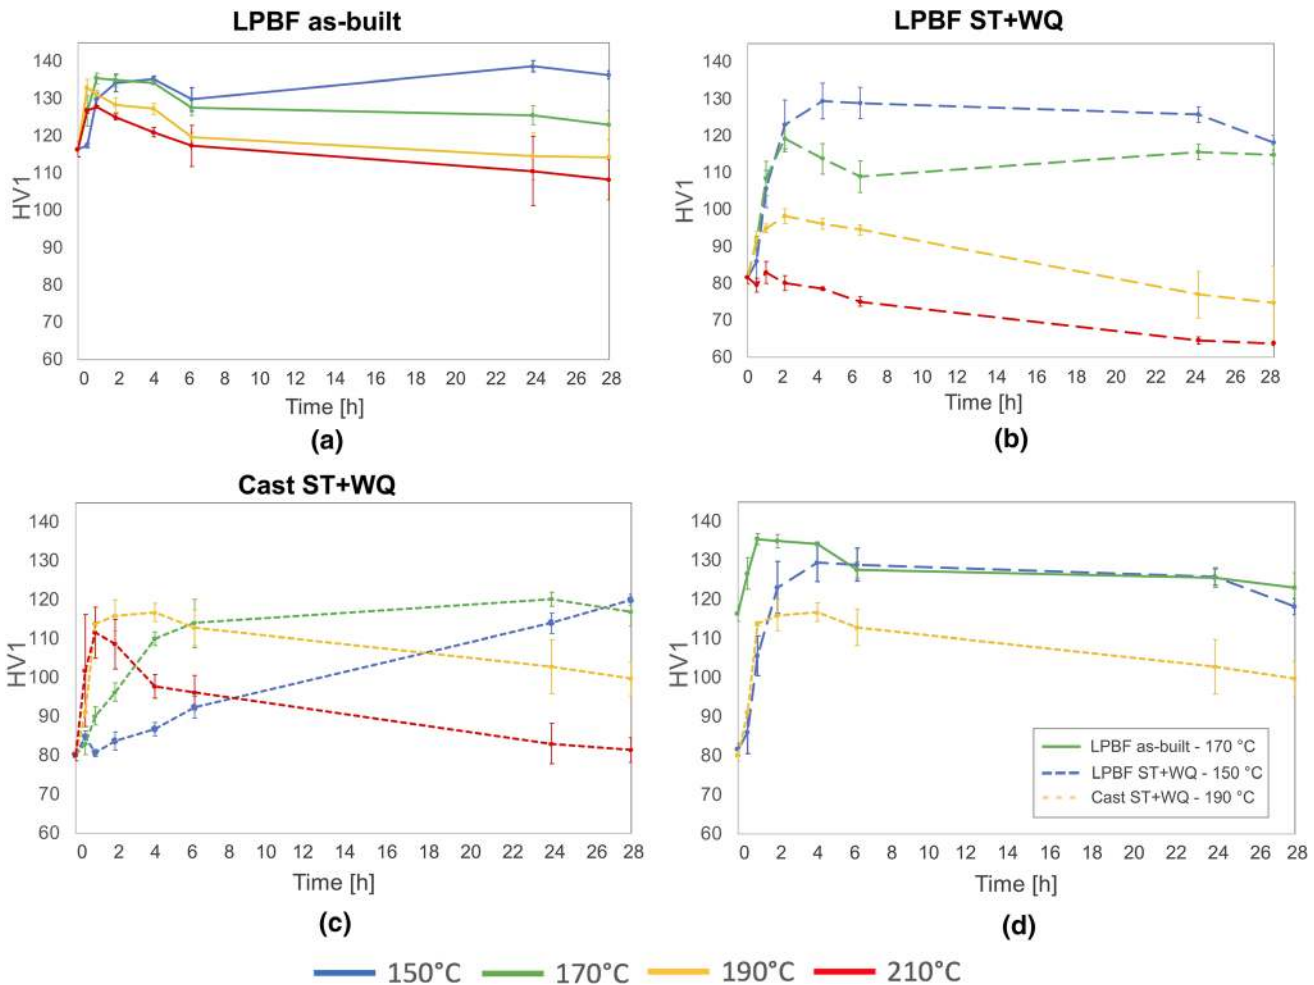 LPBF as-built
140
130
120
110
100
90
80
70
60
HV1
0 2 4 6 8 10 12 14 16 18 20 22 24 26 28
Time [h]
(a)
LPBF ST+WQ
140
130
120
110
100
90
80
70
60
HV1
0 2 4 6 8 10 12 14 16 18 20 22 24 26 28
Time [h]
(b)
Cast ST+WQ
140
130
120
110
100
90
80
70
60
HV1
0 2 4 6 8 10 12 14 16 18 20 22 24 26 28
Time [h]
(c)
140
130
120
110
100
90
80
70
60
HV1
LPBF as-built - 170 °C
LPBF ST+WQ - 150 °C
Cast ST+WQ - 190 °C
0 2 4 6 8 10 12 14 16 18 20 22 24 26 28
Time [h]
(d)
150°C 170°C 190°C 210°C